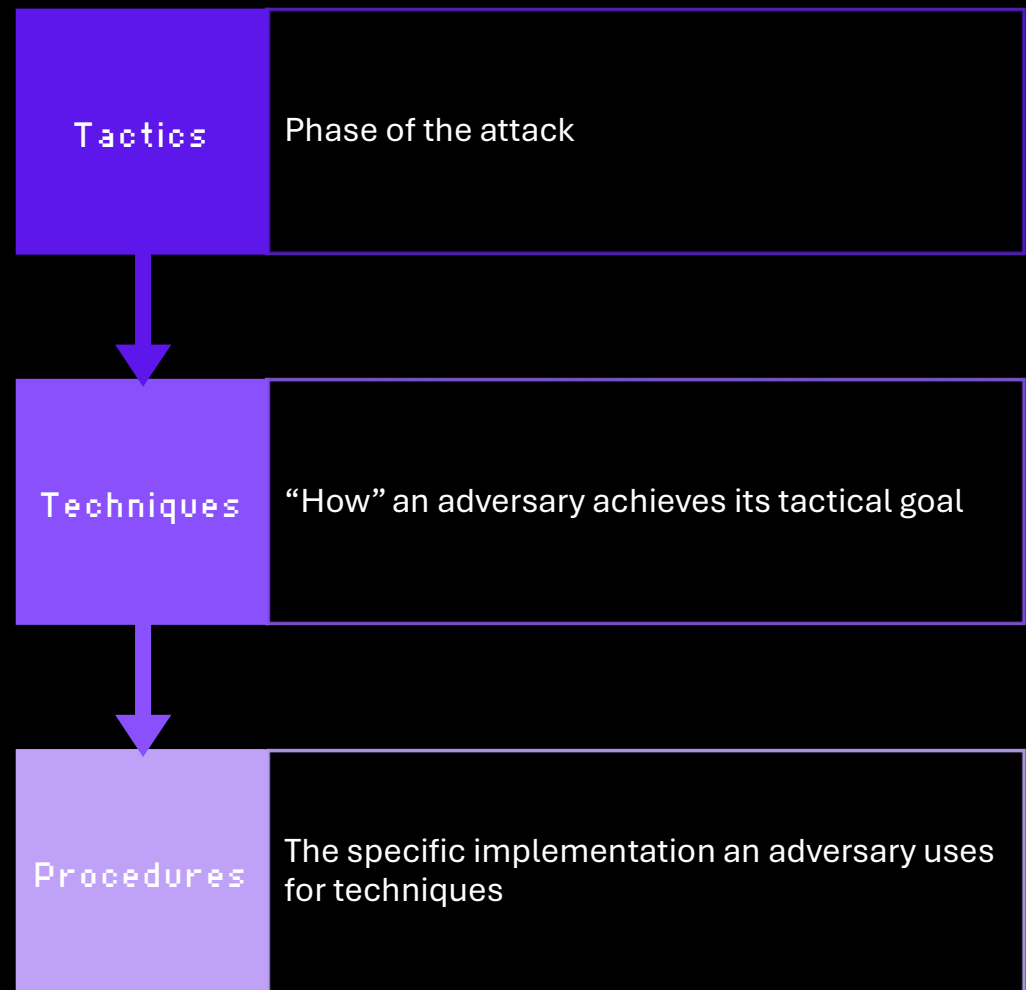 Tactics
Phase of the attack
Techniques
“How” an adversary achieves its tactical goal
Procedures
The specific implementation an adversary uses
for techniques